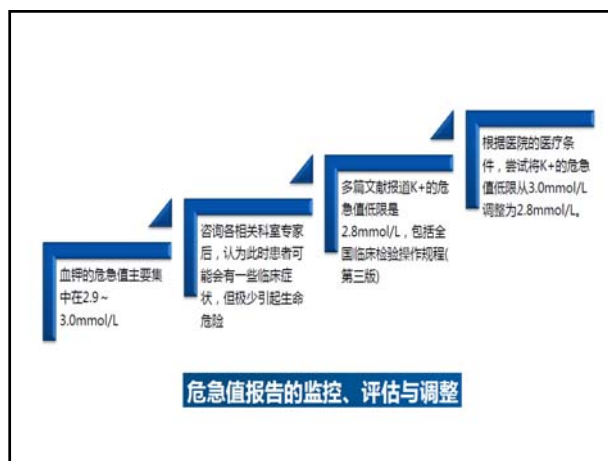 血钾的危急值主要集
中在2.9～
3.0mmol/L
咨询各相关科室专家
后，认为此时患者可
能会有一些临床症
状，但极少引起生命
危险
多篇文献报道K+的危
急值低限是
2.8mmol/L，包括全
国临床检验操作规程(
第三版)
根据医院的医疗条
件，尝试将K+的危急
值低限从3.0mmol/L
调整为2.8mmol/L。
危急值报告的监控、评估与调整